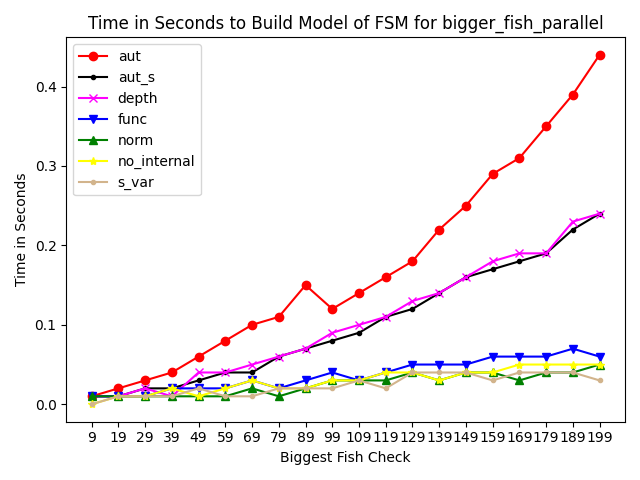 Time in Seconds to Build Model of FSM for bigger_fish_parallel
aut
aut_s
depth
func
norm
no_internal
s_var
Time in Seconds
0.4
0.3
0.2
0.1
0.0
9 19 29 39 49 59 69 79 89 99 109 119 129 139 149 159 169 179 189 199
Biggest Fish Check